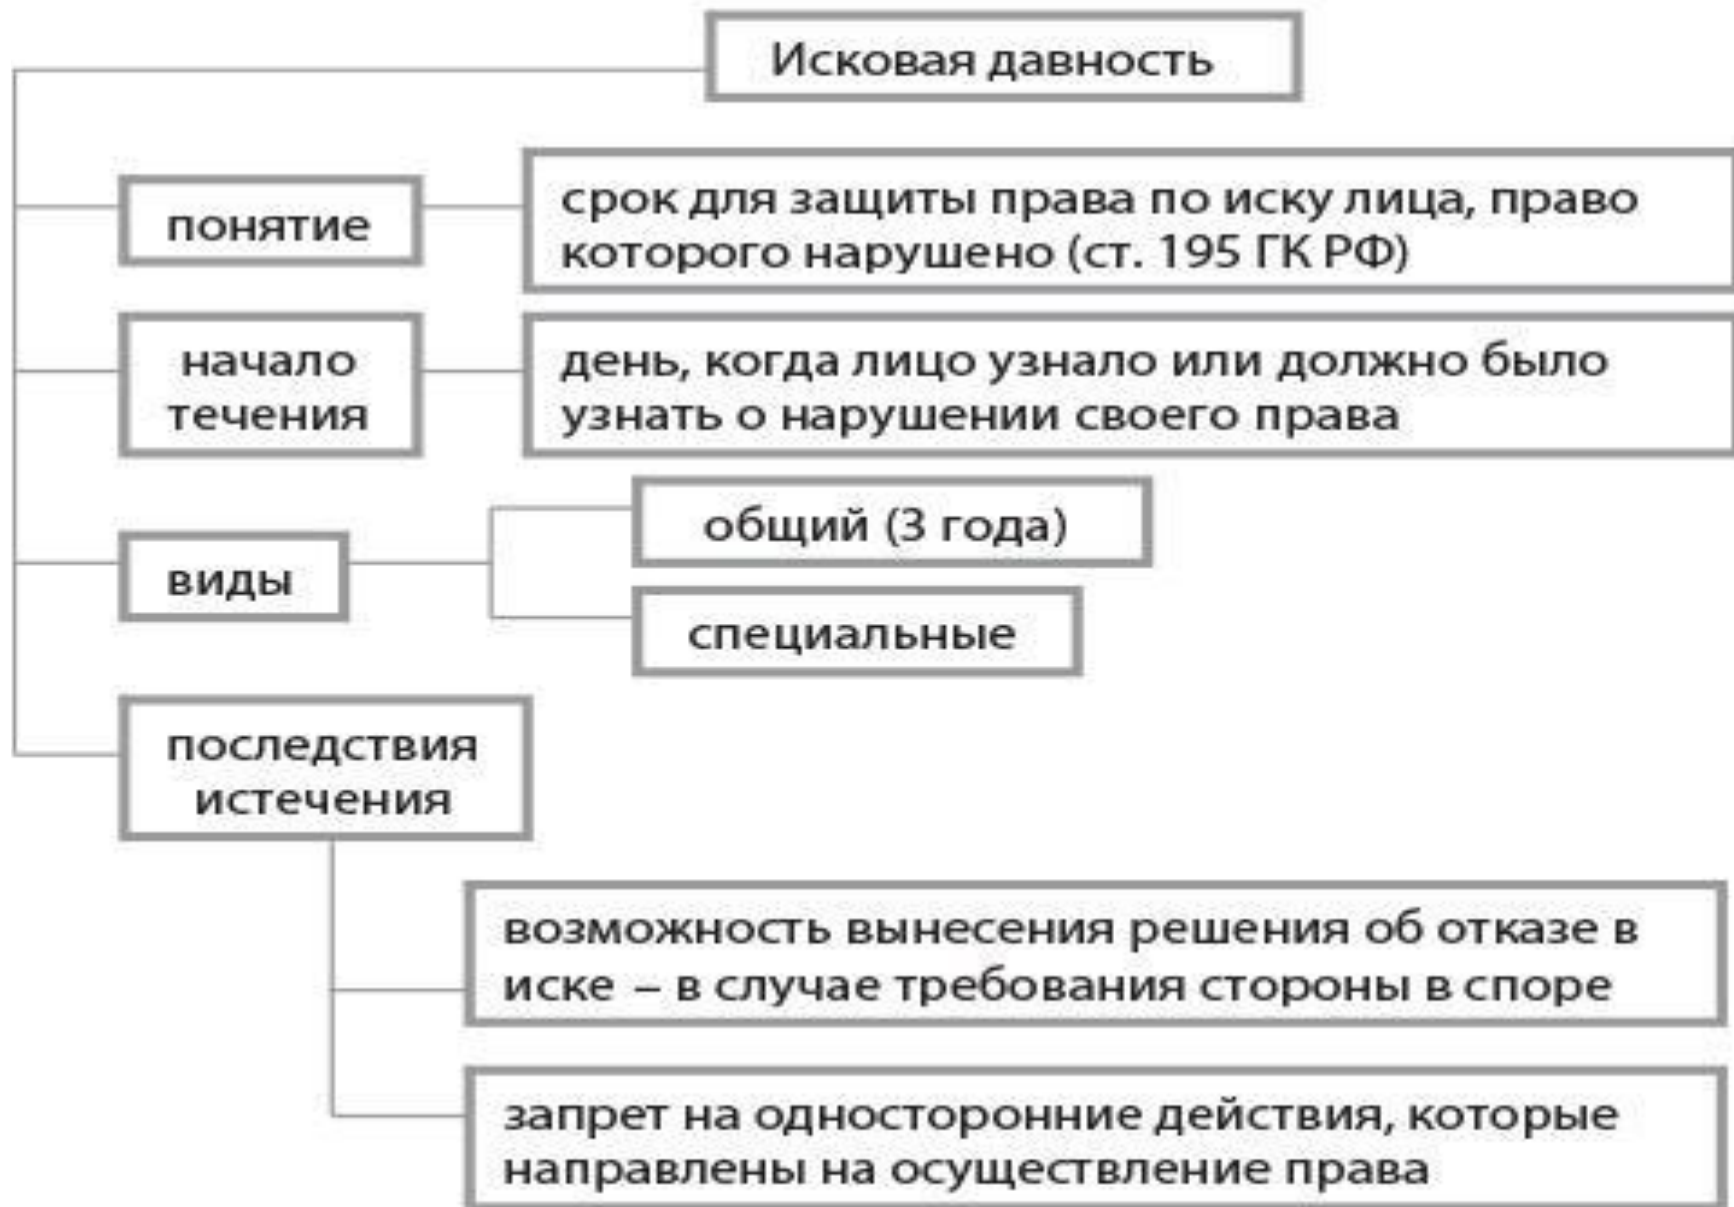 Исковая давность
понятие
срок для защиты права по иску лица, право
которого нарушено (ст. 195 ГК РФ)
начало
течения
день, когда лицо узнало или должно было
узнать о нарушении своего права
виды
общий (3 года)
специальные
последствия
истечения
возможность вынесения решения об отказе в
иске – в случае требования стороны в споре
запрет на односторонние действия, которые
направлены на осуществление права